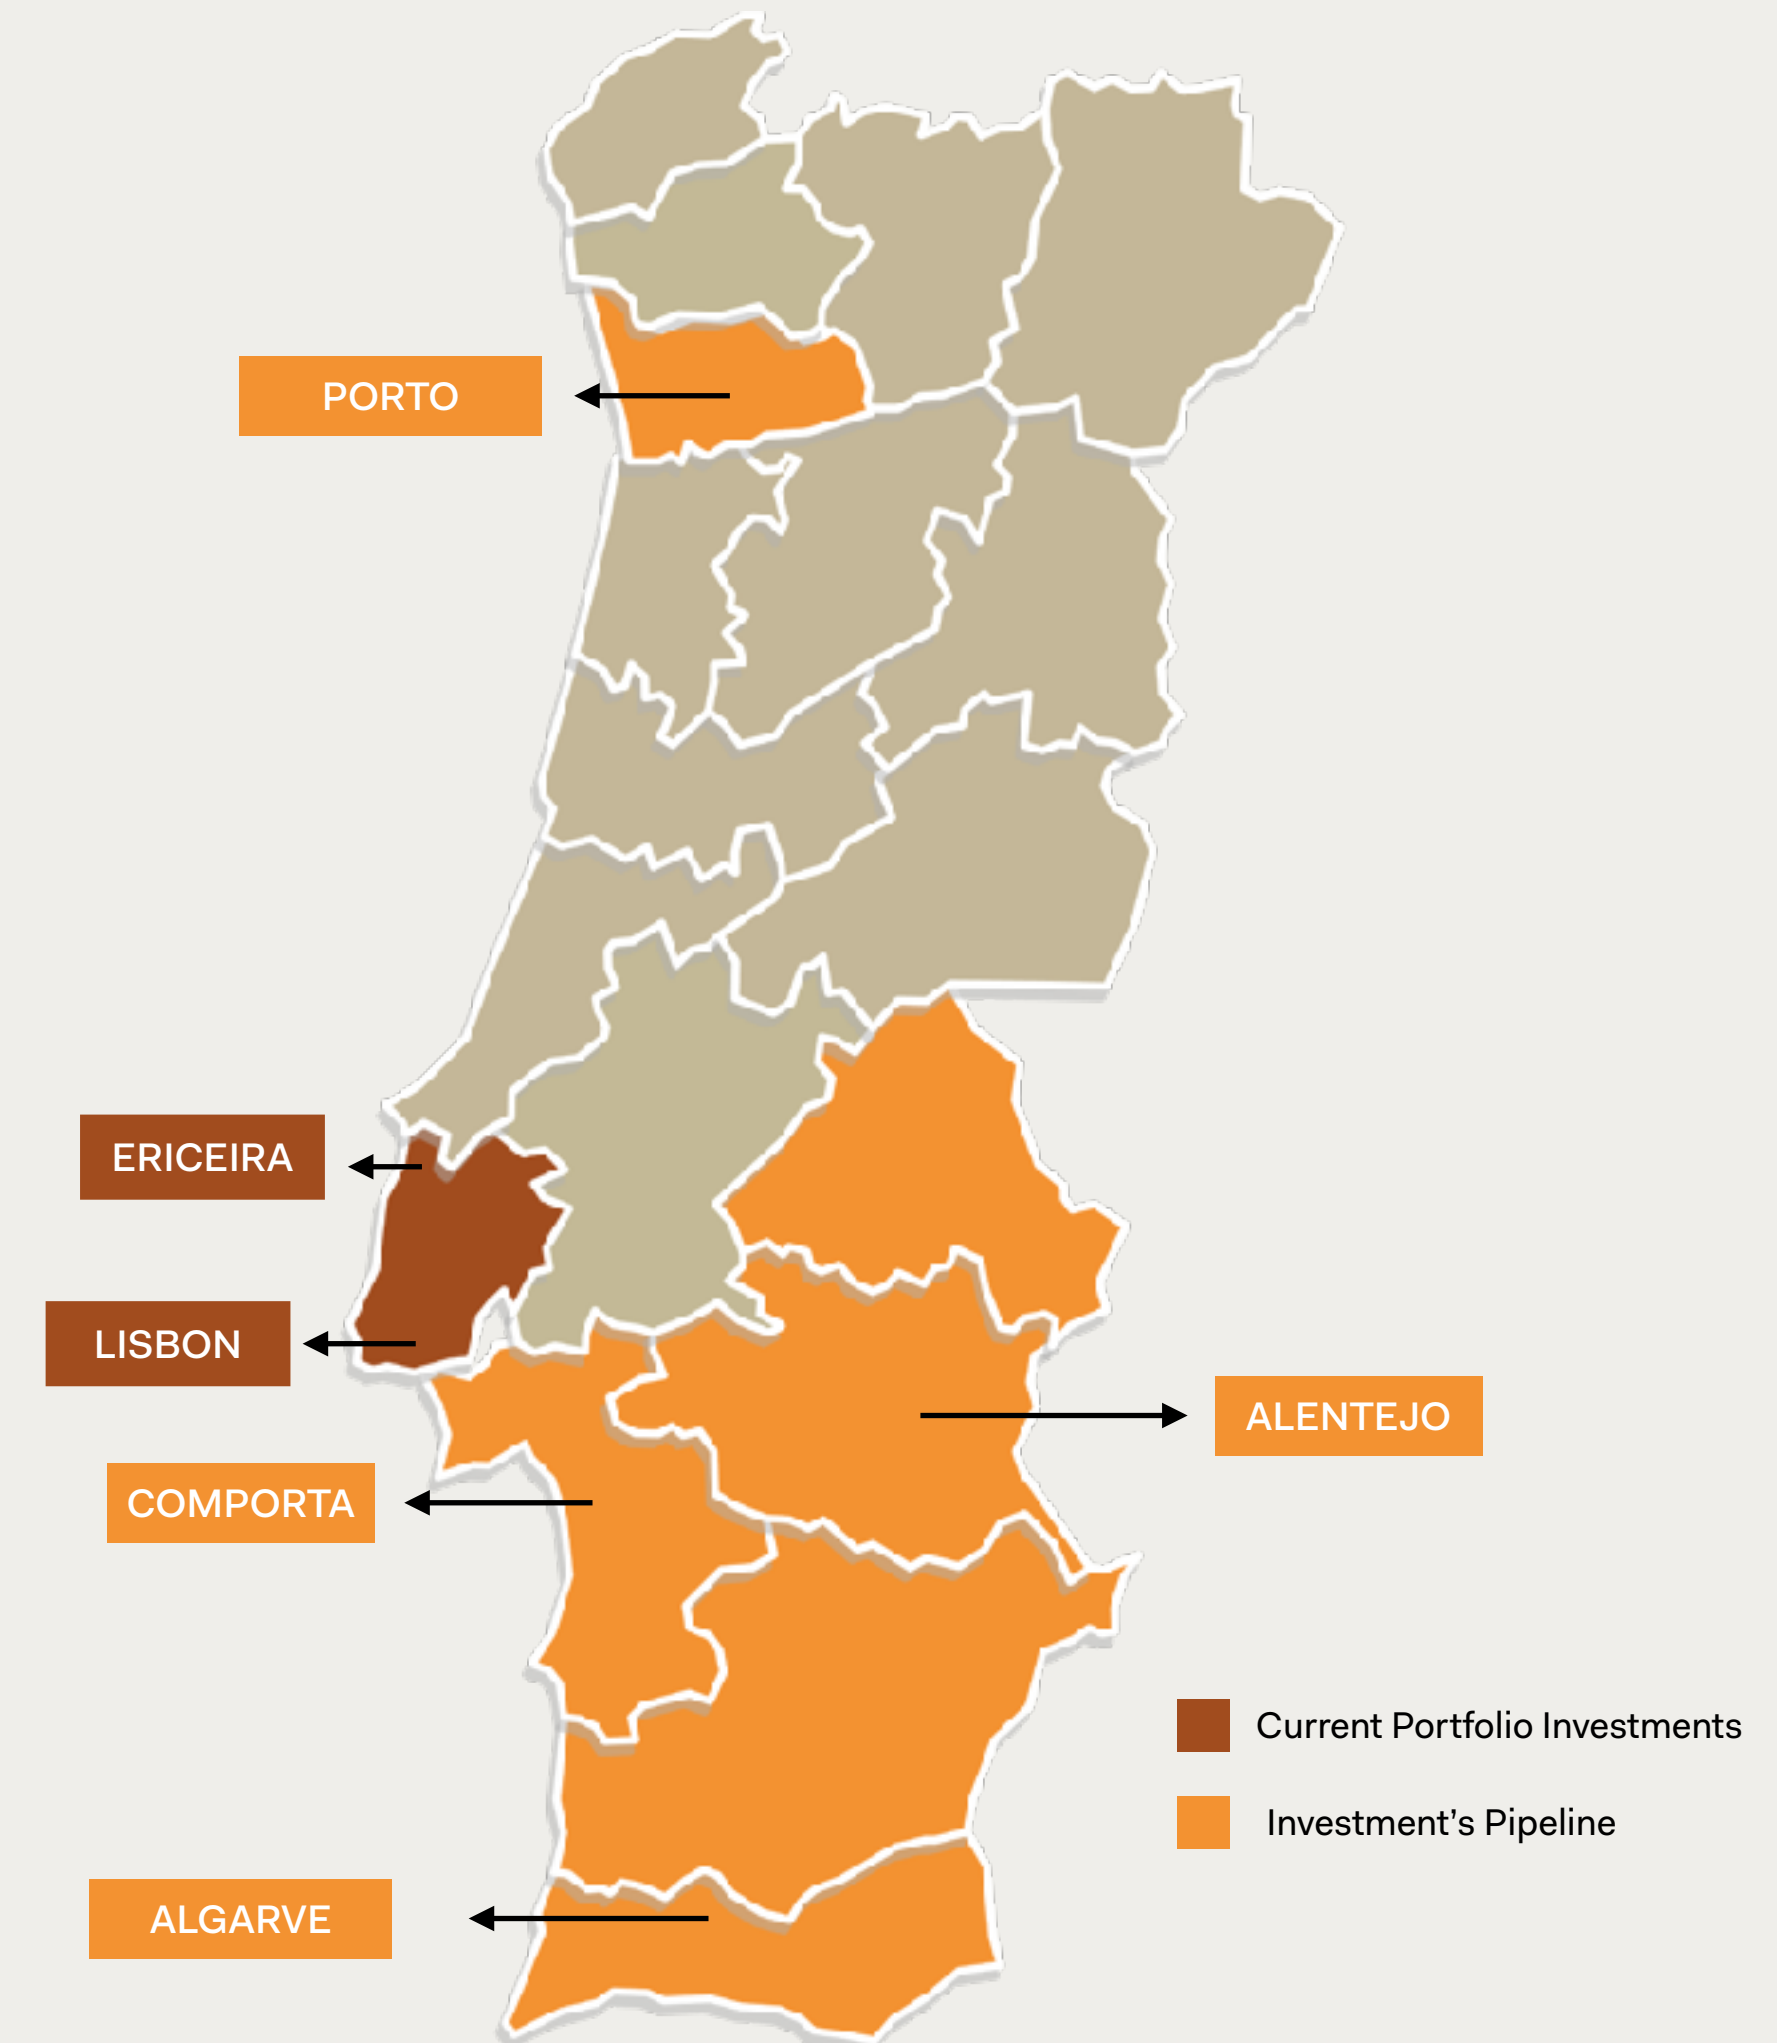 PORTO
ERICEIRA
LISBON
ALENTEJO
COMPORTA
Current Portfolio Investments
Investment’s Pipeline
ALGARVE